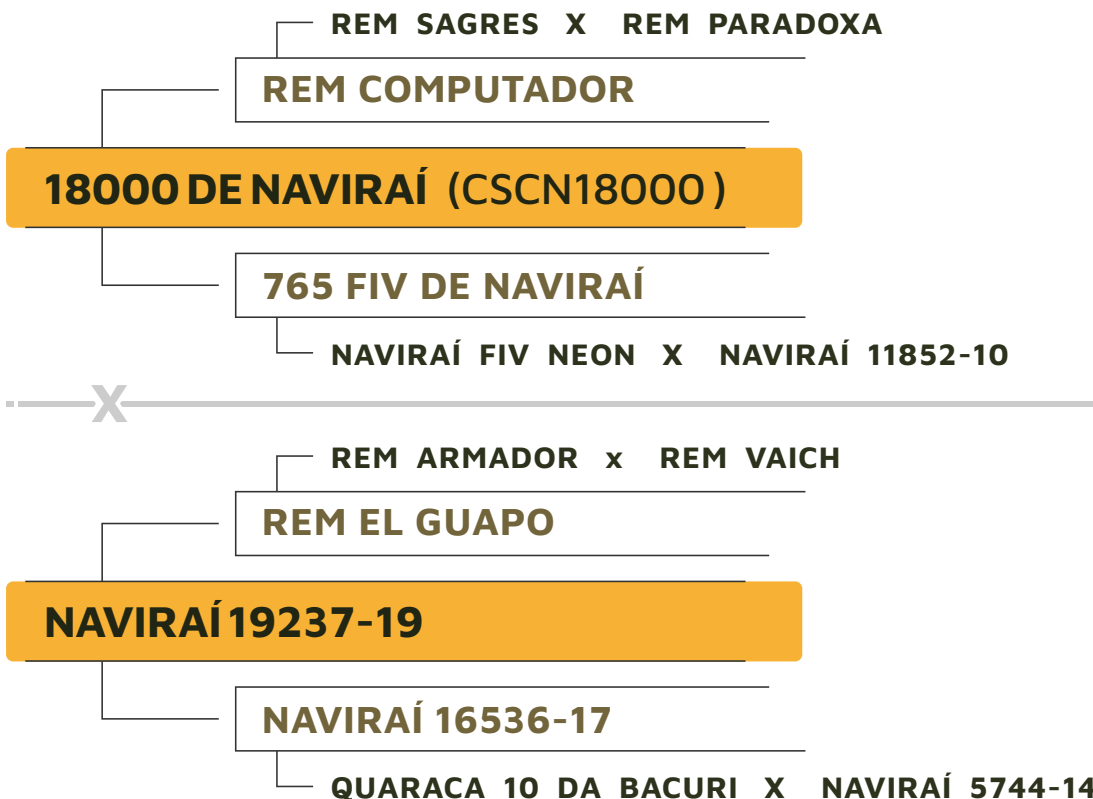 REM SAGRES X REM PARADOXA
REM COMPUTADOR
18000 DE NAVIRAÍ (CSCN18000)
765 FIV DE NAVIRAÍ
NAVIRAÍ FIV NEON X NAVIRAÍ 11852-10
X
REM ARMADOR x REM VAICH
REM EL GUAPO
NAVIRAÍ 19237-19
NAVIRAÍ 16536-17
QUARACA 10 DA BACURI X NAVIRAÍ 5744-14